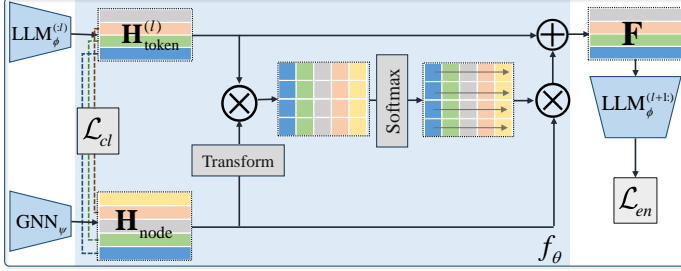 LLM_ϕ^(:l)
H_token^(l)
F
Softmax
LLM_ϕ^(l+1:)
L_cl
Transform
L_en
GNN_ψ
H_node
f_θ